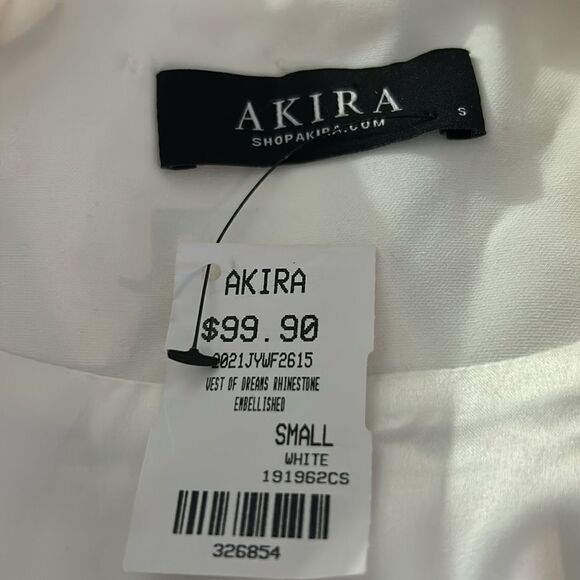 AKIRA
SHOPAKIRA.COM
S
AKIRA
$99.90
2021JYWF2615
VEST OF DREAMS RHINESTONE
EMBELLISHED
SMALL
WHITE
191962CS
326854